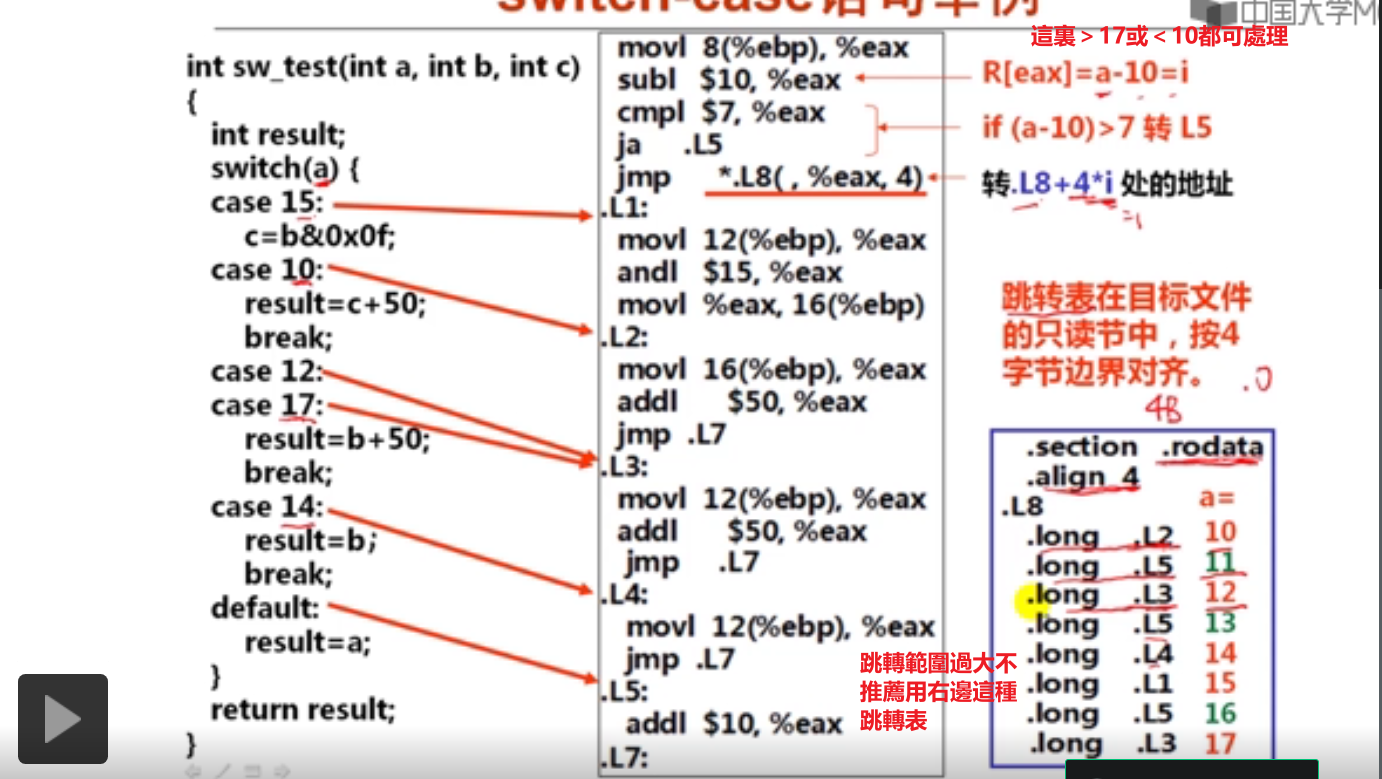 switch-case语句举例
中国大学M
這裏＞17或＜10都可處理
int sw_test(int a, int b, int c)
{
int result;
switch(a) {
case 15:
c=b&0x0f;
case 10:
result=c+50;
break;
case 12:
case 17:
result=b+50;
break;
case 14:
result=b;
break;
default:
result=a;
}
return result;
}
movl 8(%ebp), %eax
subl $10, %eax
cmpl $7, %eax
ja .L5
jmp *.L8( , %eax, 4)
.L1:
movl 12(%ebp), %eax
andl $15, %eax
movl %eax, 16(%ebp)
.L2:
movl 16(%ebp), %eax
addl $50, %eax
jmp .L7
.L3:
movl 12(%ebp), %eax
addl $50, %eax
jmp .L7
.L4:
movl 12(%ebp), %eax
jmp .L7
.L5:
addl $10, %eax
.L7:
R[eax]=a-10=i
if (a-10)>7 转 L5
转.L8+4*i 处的地址
跳转表在目标文件
的只读节中，按4
字节边界对齐。
.0
4B
.section .rodata
.align 4
.L8 a=
.long .L2 10
.long .L5 11
.long .L3 12
.long .L5 13
.long .L4 14
.long .L1 15
.long .L5 16
.long .L3 17
跳轉範圍過大不
推薦用右邊這種
跳轉表